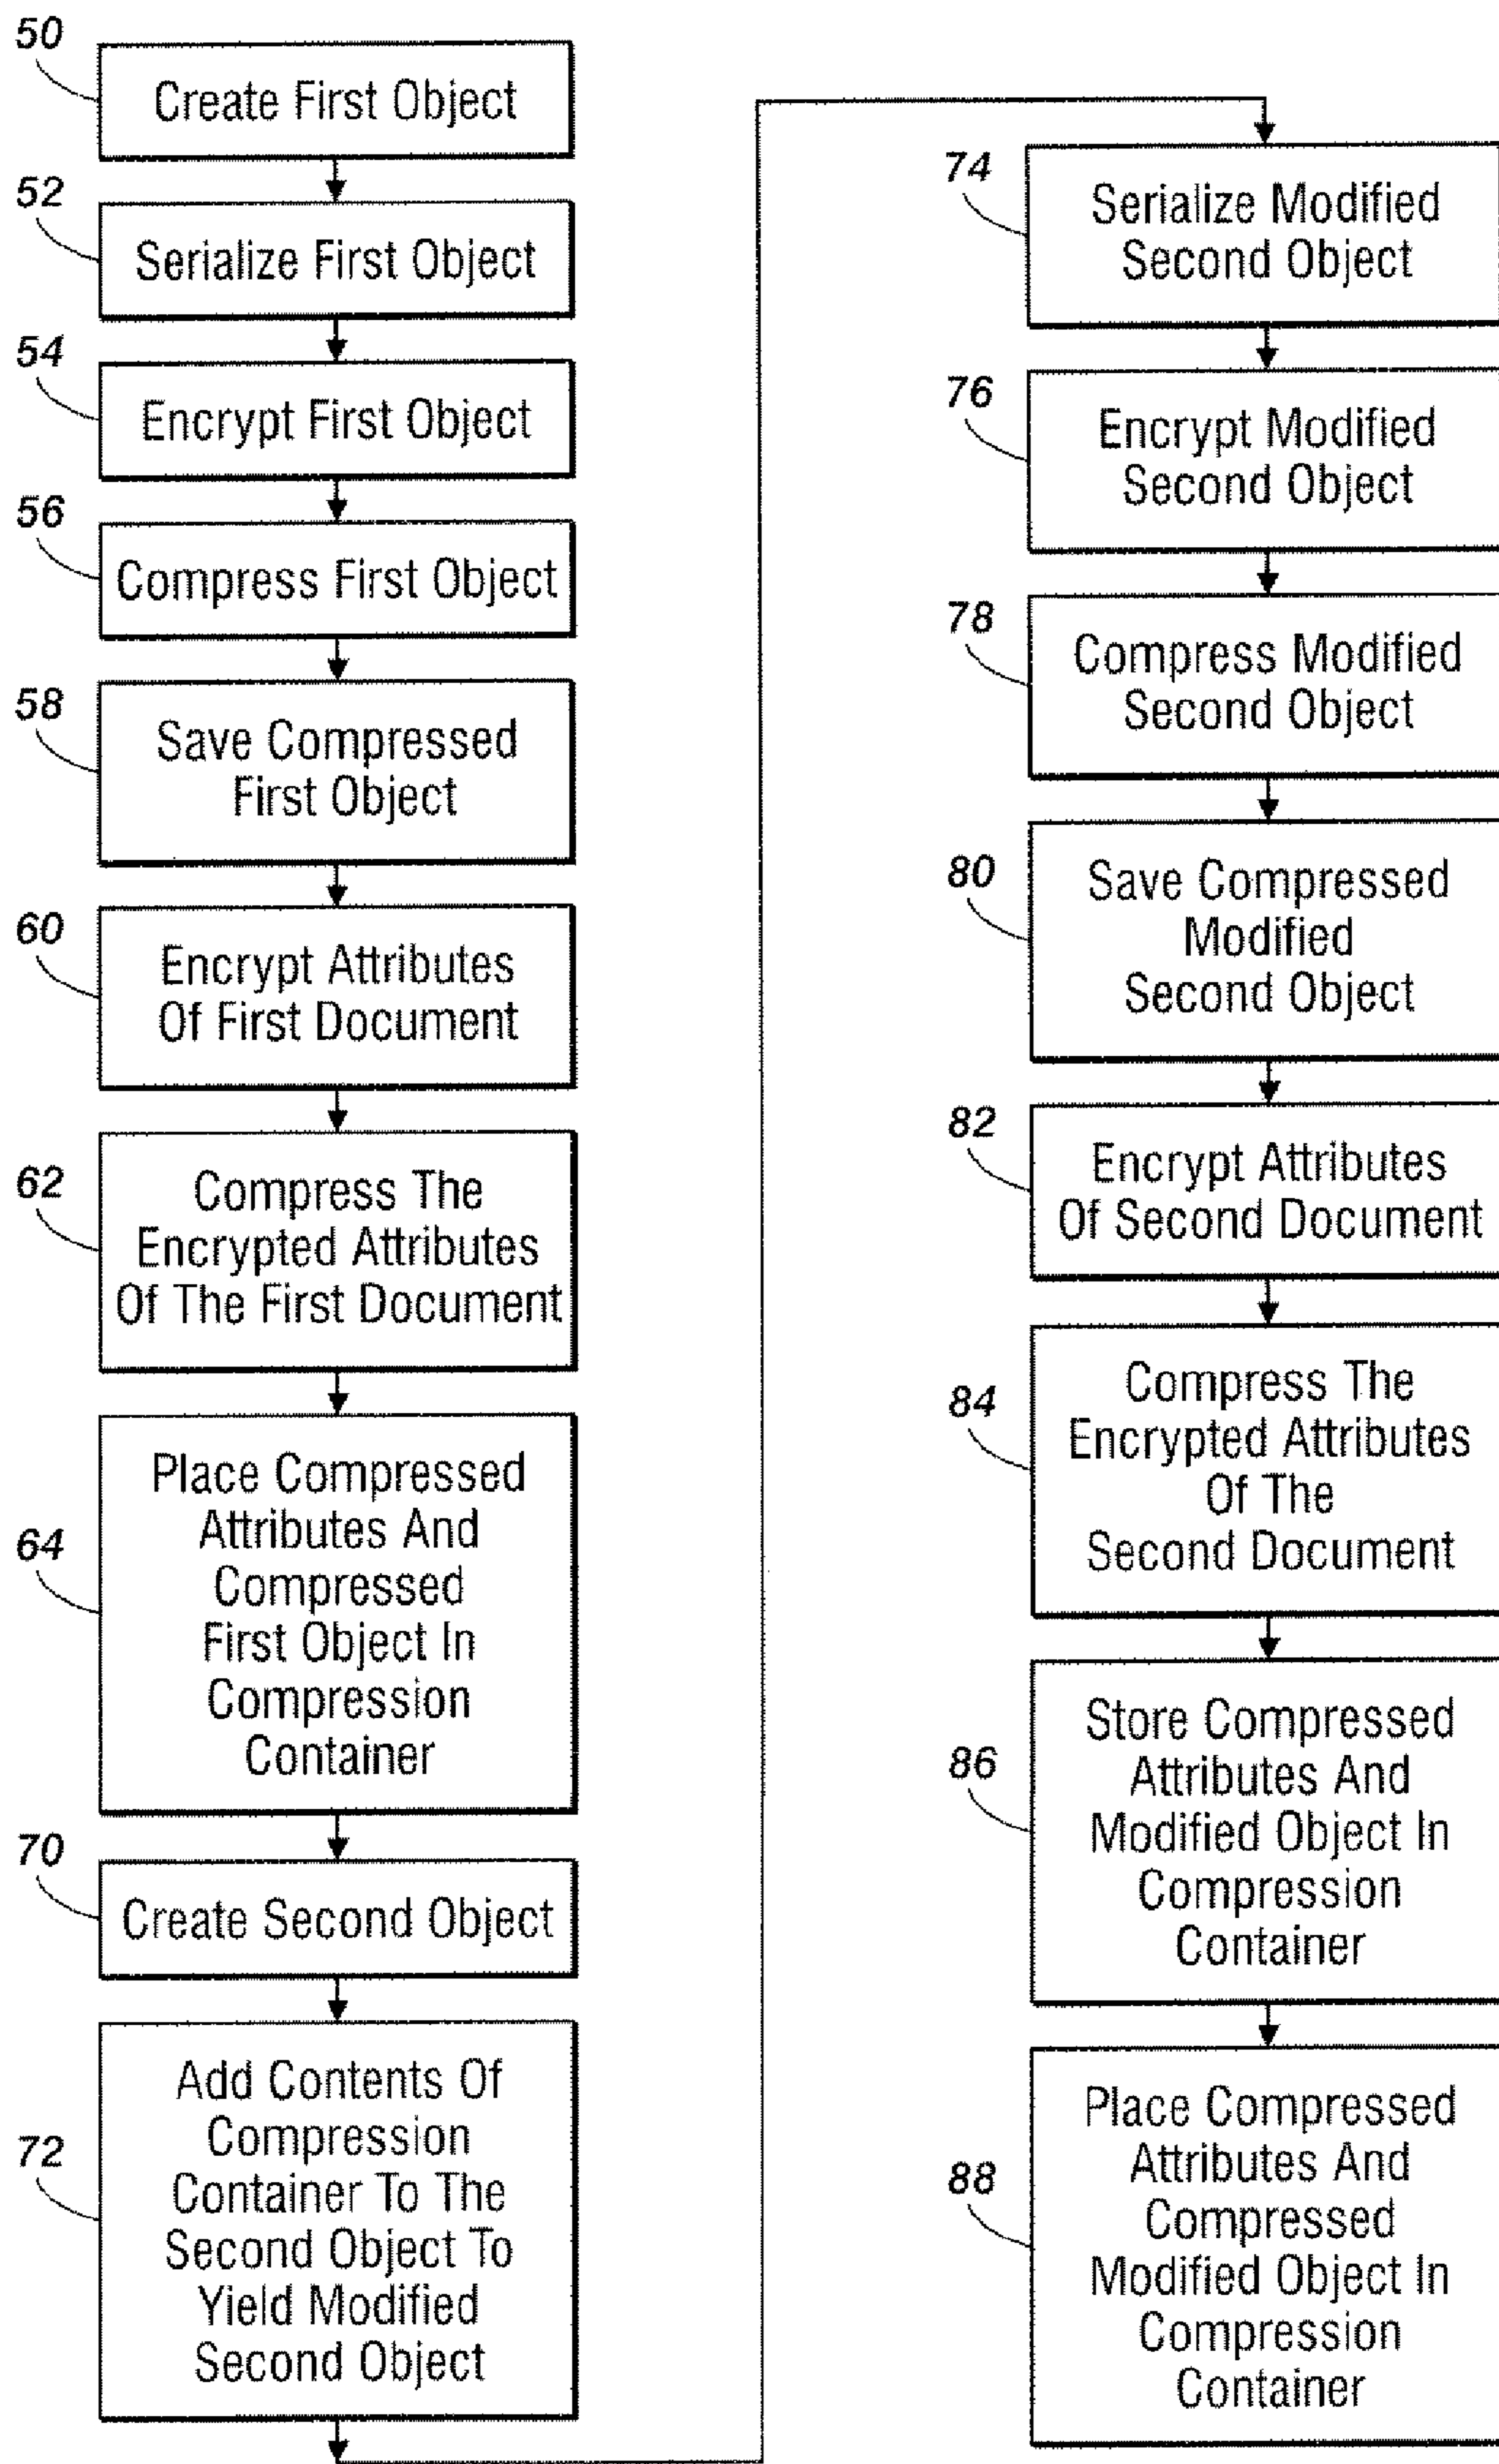 50
Create First Object
52
Serialize First Object
54
Encrypt First Object
56
Compress First Object
58
Save Compressed
First Object
60
Encrypt Attributes
Of First Document
62
Compress The
Encrypted Attributes
Of The First Document
64
Place Compressed
Attributes And
Compressed
First Object In
Compression
Container
70
Create Second Object
72
Add Contents Of
Compression
Container To The
Second Object To
Yield Modified
Second Object
74
Serialize Modified
Second Object
76
Encrypt Modified
Second Object
78
Compress Modified
Second Object
80
Save Compressed
Modified
Second Object
82
Encrypt Attributes
Of Second Document
84
Compress The
Encrypted Attributes
Of The
Second Document
86
Store Compressed
Attributes And
Modified Object In
Compression
Container
88
Place Compressed
Attributes And
Compressed
Modified Object In
Compression
Container